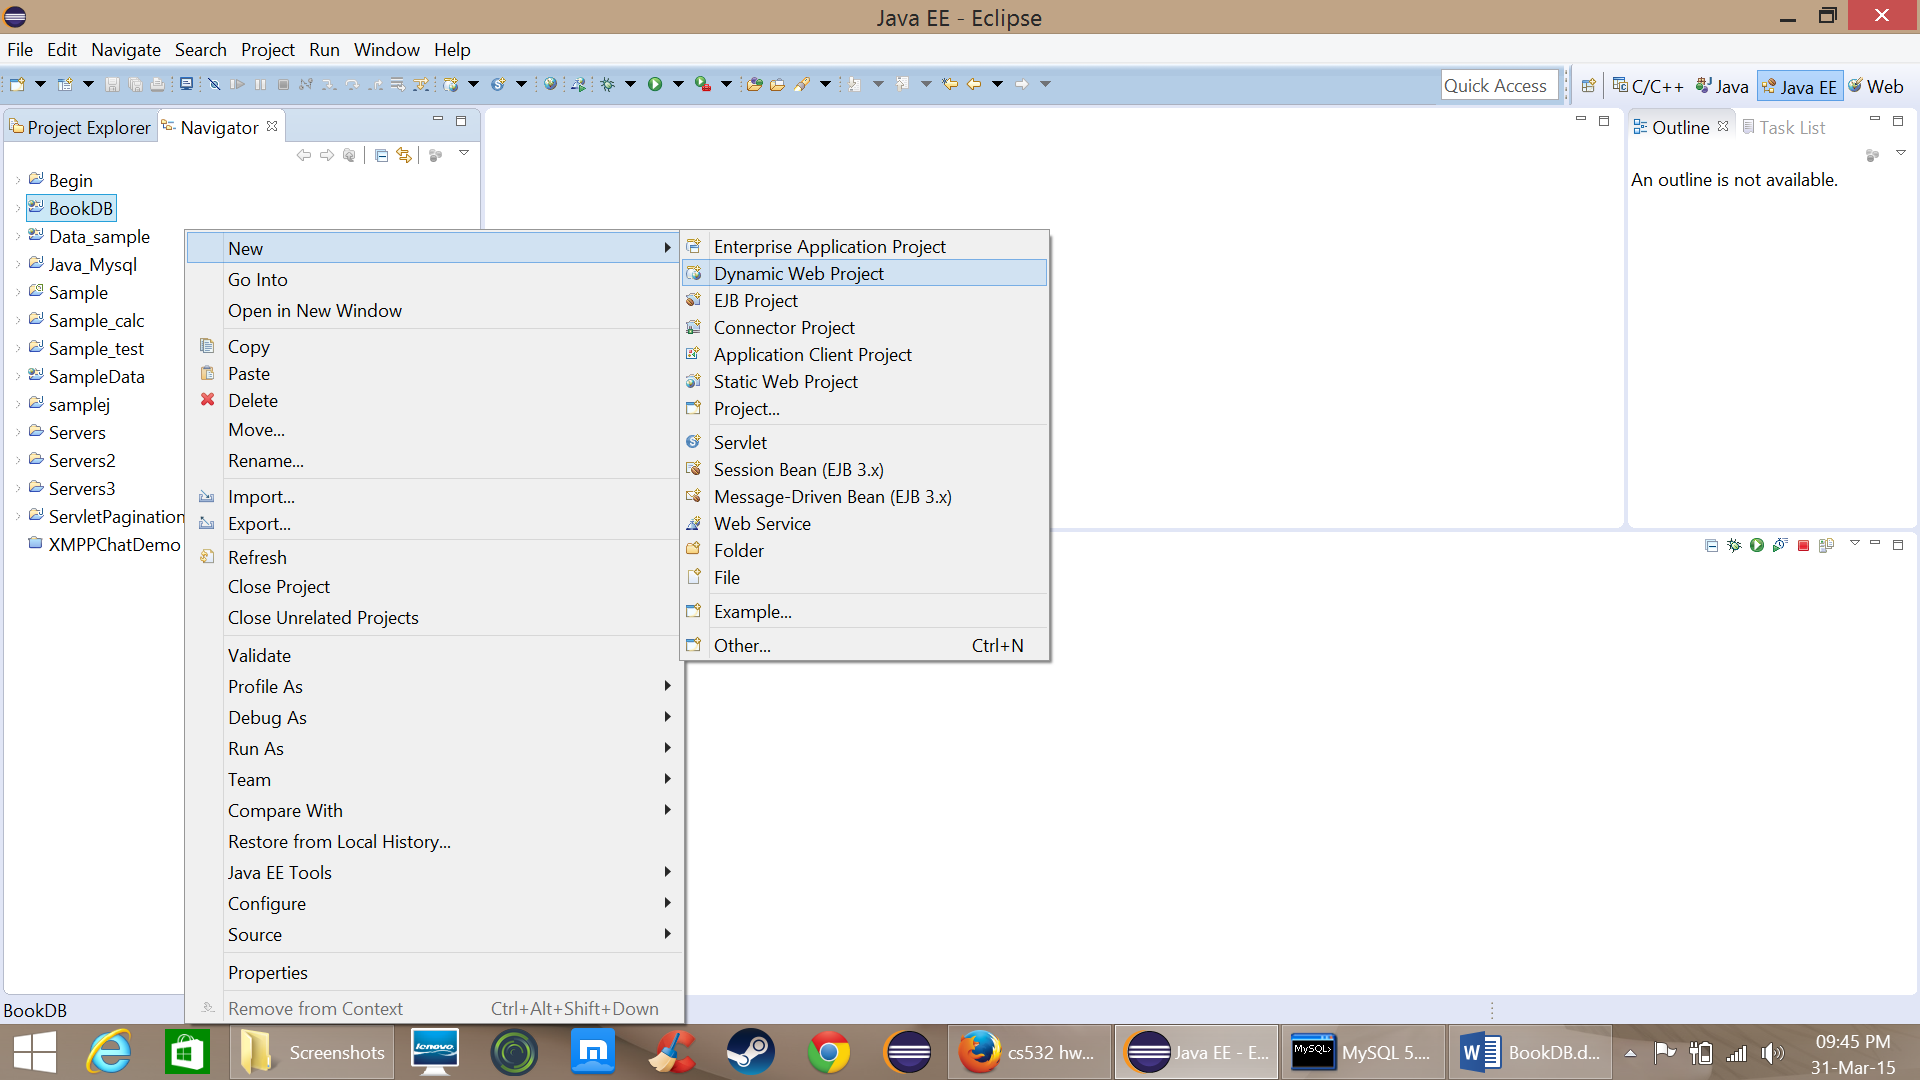 Java EE - Eclipse
File Edit Navigate Search Project Run Window Help
Quick Access C/C++ Java Java EE Web
Project Explorer Navigator
Outline Task List
An outline is not available.
Begin
BookDB
Data_sample
Java_Mysql
Sample
Sample_calc
Sample_test
SampleData
samplej
Servers
Servers2
Servers3
ServletPagination
XMPPChatDemo
New
Go Into
Open in New Window
Copy
Paste
Delete
Move...
Rename...
Import...
Export...
Refresh
Close Project
Close Unrelated Projects
Validate
Profile As
Debug As
Run As
Team
Compare With
Restore from Local History...
Java EE Tools
Configure
Source
Properties
Remove from Context Ctrl+Alt+Shift+Down
Enterprise Application Project
Dynamic Web Project
EJB Project
Connector Project
Application Client Project
Static Web Project
Project...
Servlet
Session Bean (EJB 3.x)
Message-Driven Bean (EJB 3.x)
Web Service
Folder
File
Example...
Other... Ctrl+N
BookDB
Screenshots
lenovo
cs532 hw...
Java EE - E...
MySQL>
MySQL 5....
BookDB.d...
09:45 PM
31-Mar-15